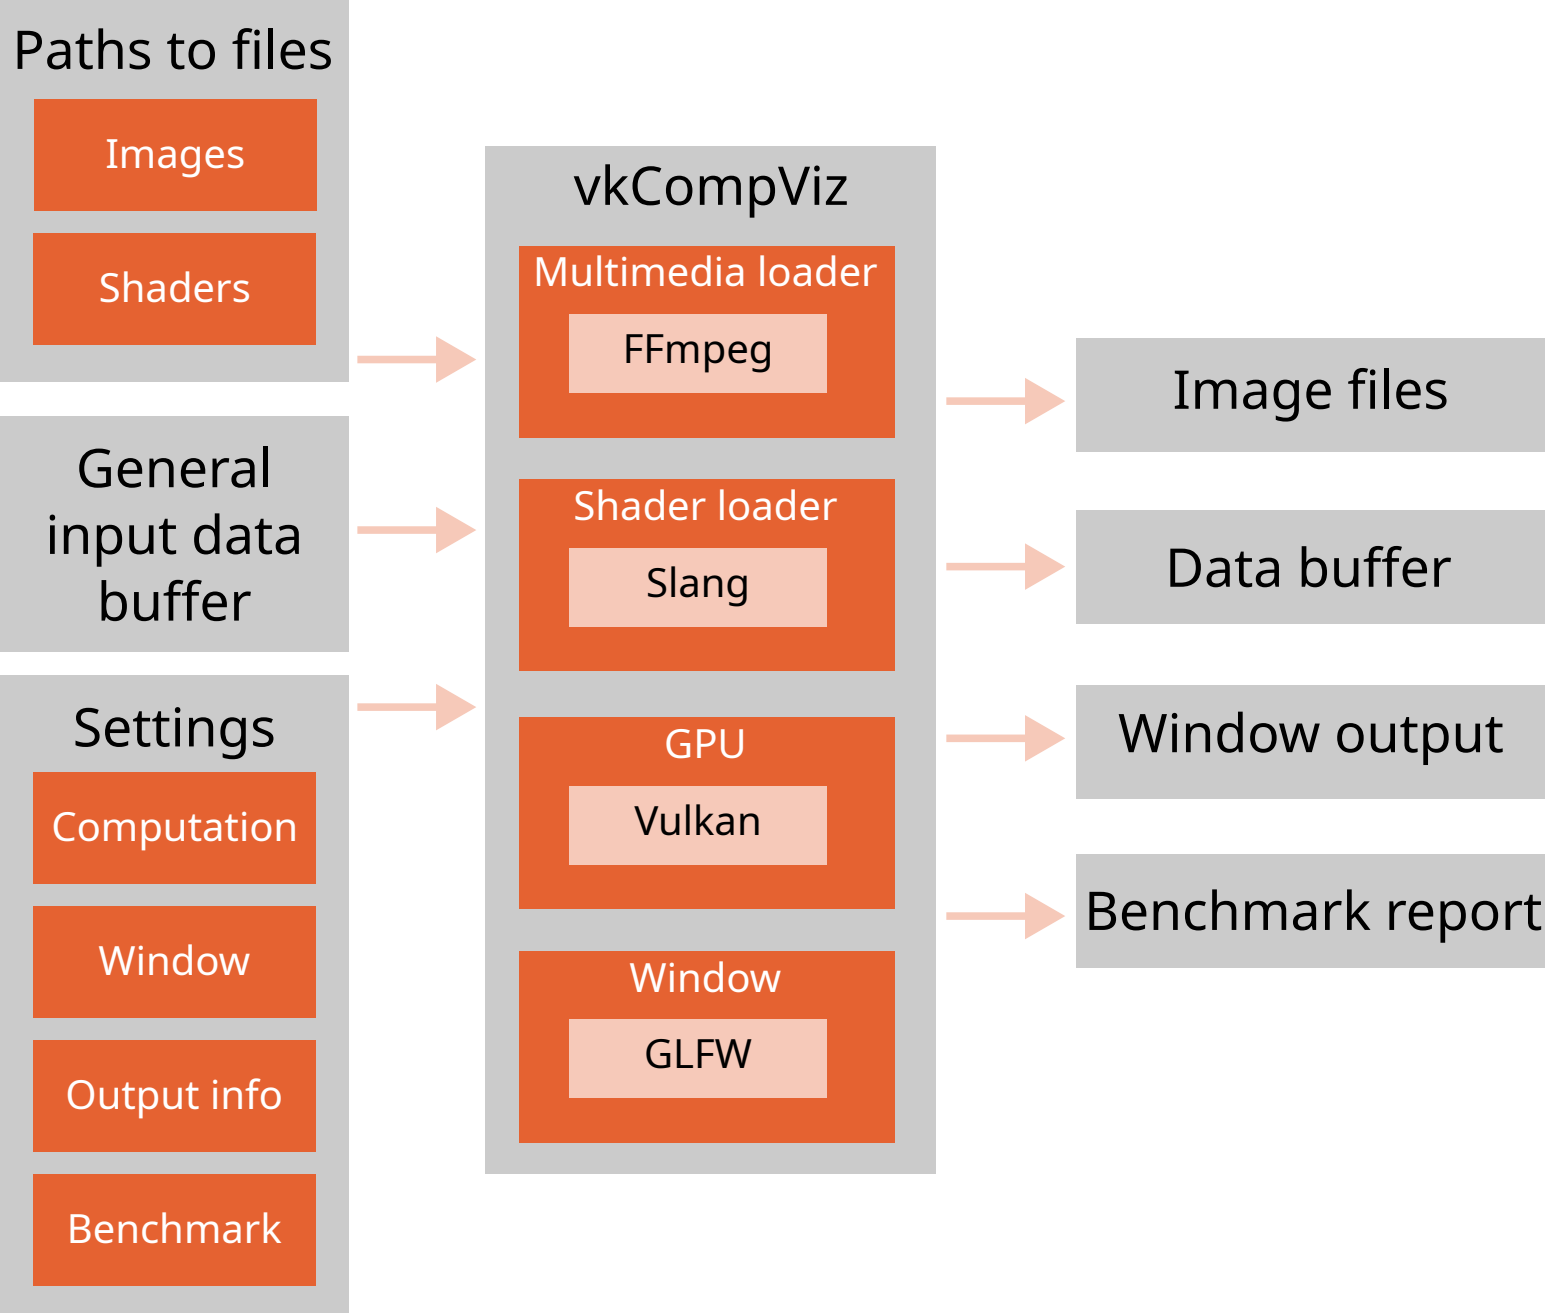 Paths to files
Images
Shaders
General
input data
buffer
Settings
Computation
Window
Output info
Benchmark
vkCompViz
Multimedia loader
FFmpeg
Shader loader
Slang
GPU
Vulkan
Window
GLFW
Image files
Data buffer
Window output
Benchmark report